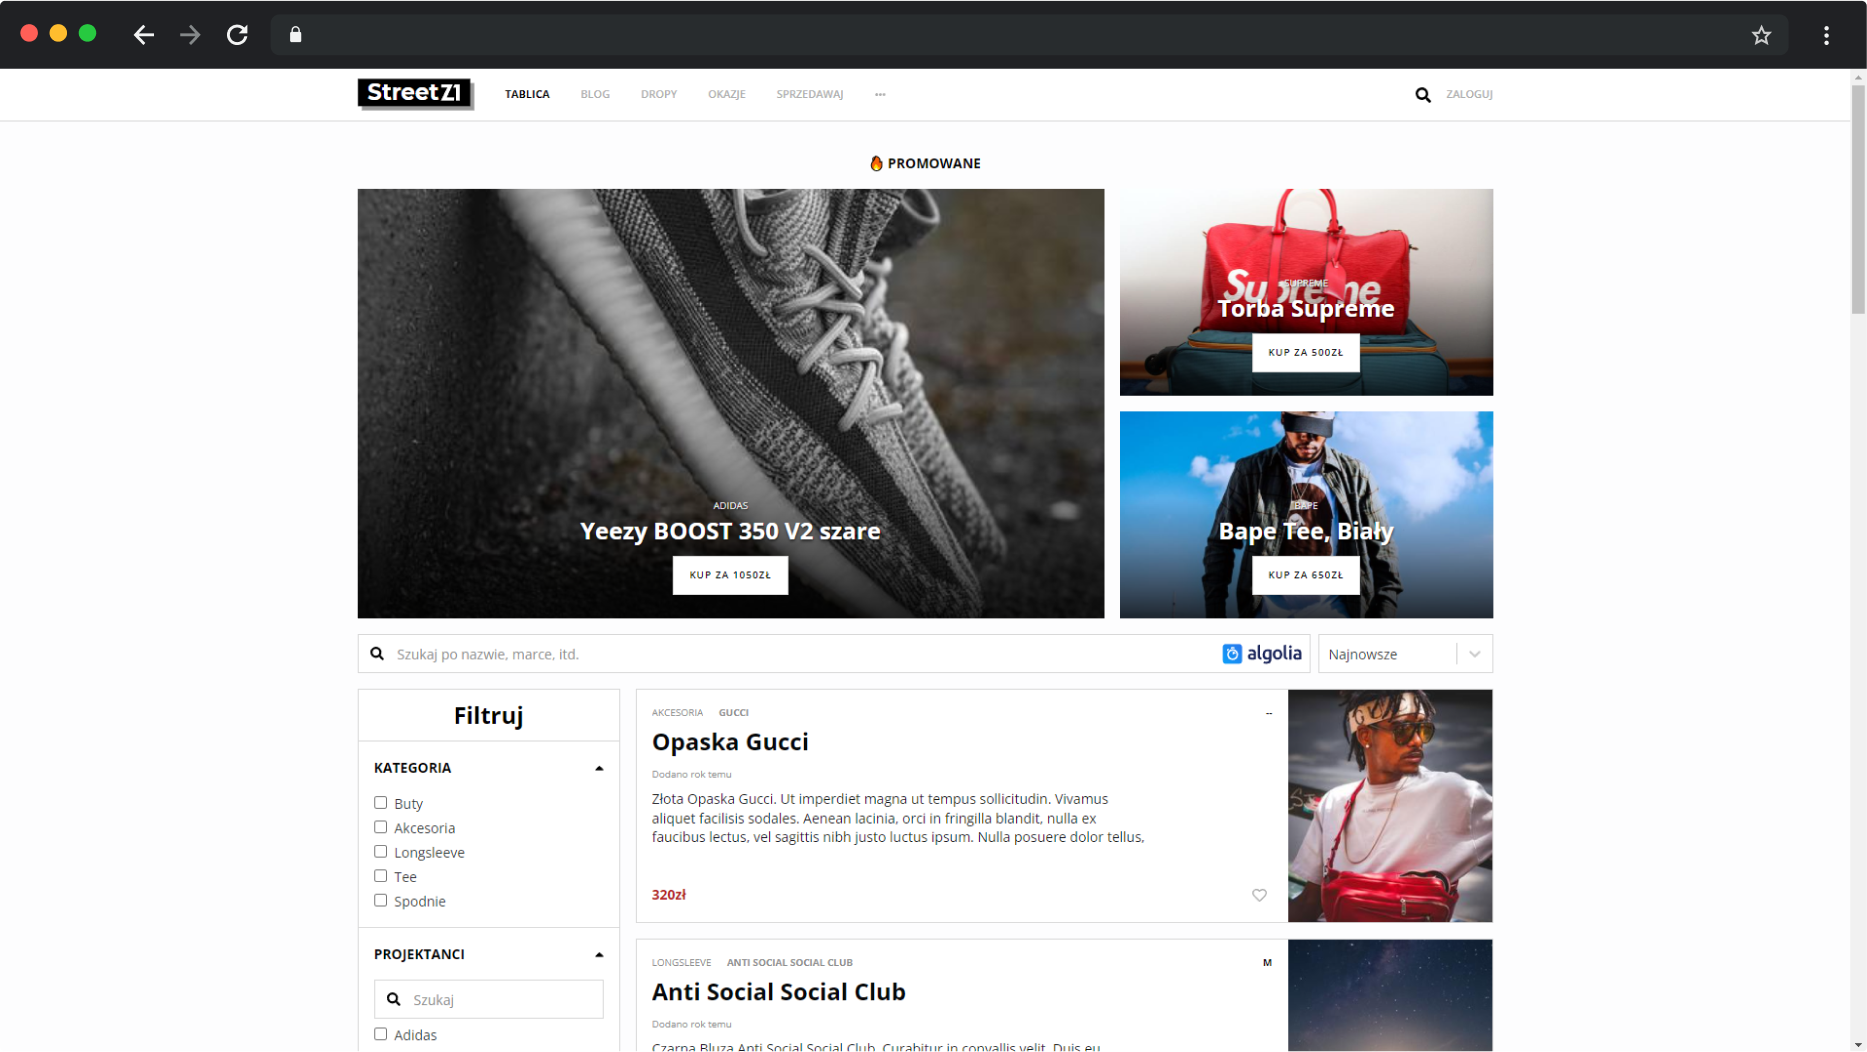 StreetZ1
TABLICA BLOG DROPY OKAZJE SPRZEDAWAJ ••• ZALOGUJ
PROMOWANE
ADIDAS
Yeezy BOOST 350 V2 szare
KUP ZA 1050ZŁ
Supreme
SUPREME
Torba Supreme
KUP ZA 500ZŁ
BAPE
Bape Tee, Biały
KUP ZA 650ZŁ
Szukaj po nazwie, marce, itd. algolia Najnowsze
Filtruj
KATEGORIA
Buty
Akcesoria
Longsleeve
Tee
Spodnie
PROJEKTANCI
Szukaj
Adidas
AKCESORIA GUCCI --
Opaska Gucci
Dodano rok temu
Złota Opaska Gucci. Ut imperdiet magna ut tempus sollicitudin. Vivamus
aliquet facilisis sodales. Aenean lacinia, orci in fringilla blandit, nulla ex
faucibus lectus, vel sagittis nibh justo luctus ipsum. Nulla posuere dolor tellus,
320zł
LONGSLEEVE ANTI SOCIAL SOCIAL CLUB M
Anti Social Social Club
Dodano rok temu
Czarna Bluza Anti Social Social Club. Curabitur in convallis velit. Duis eu